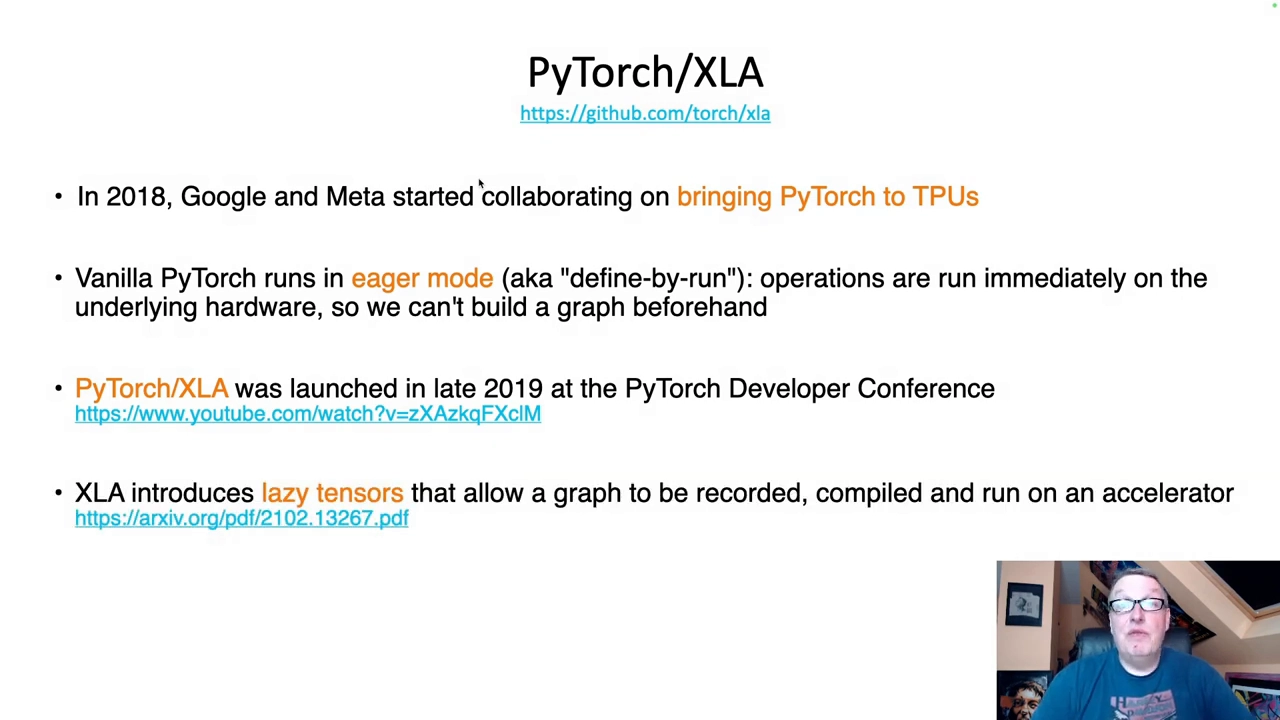 PyTorch/XLA
https://github.com/torch/xla
• In 2018, Google and Meta started collaborating on bringing PyTorch to TPUs
• Vanilla PyTorch runs in eager mode (aka "define-by-run"): operations are run immediately on the
underlying hardware, so we can't build a graph beforehand
• PyTorch/XLA was launched in late 2019 at the PyTorch Developer Conference
https://www.youtube.com/watch?v=zXAzkqFXclM
• XLA introduces lazy tensors that allow a graph to be recorded, compiled and run on an accelerator
https://arxiv.org/pdf/2102.13267.pdf